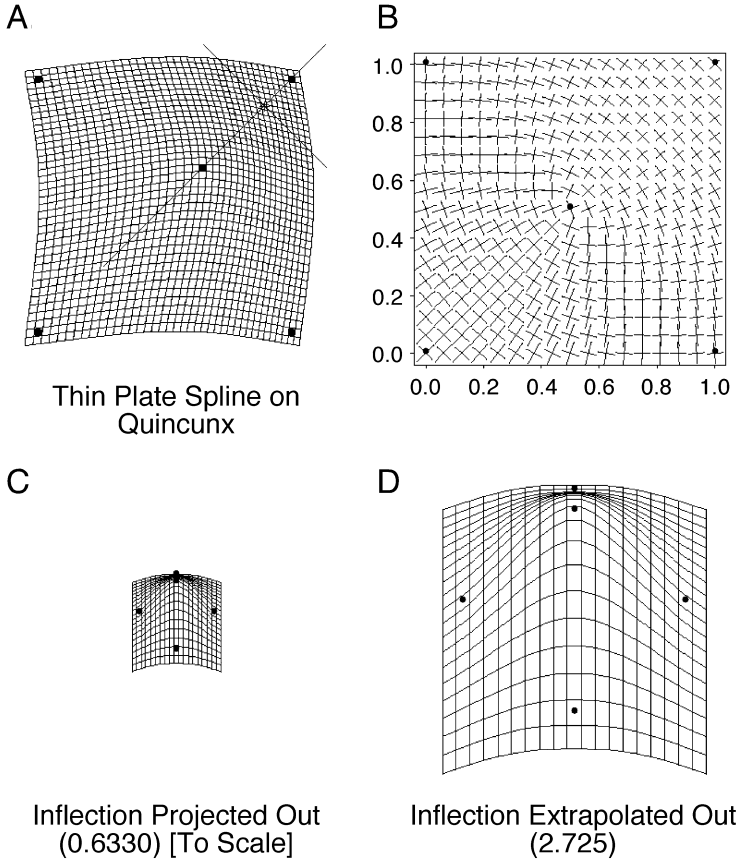 A
Thin Plate Spline on
Quincunx
B
1.0
0.8
0.6
0.4
0.2
0.0
0.0 0.2 0.4 0.6 0.8 1.0
C
Inflection Projected Out
(0.6330) [To Scale]
D
Inflection Extrapolated Out
(2.725)